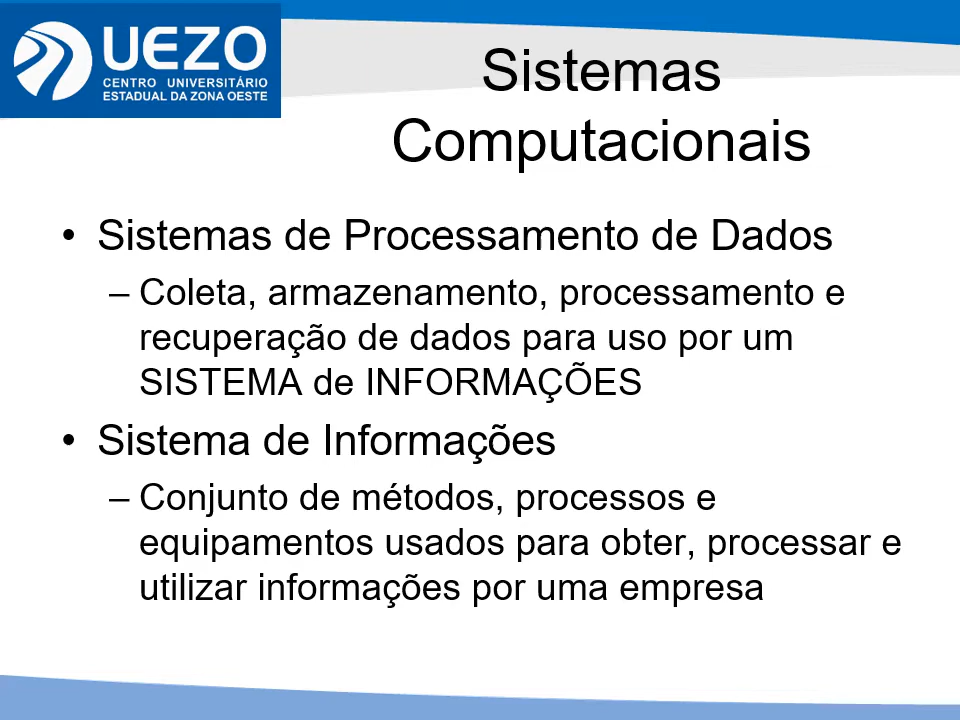 UEZO
CENTRO UNIVERSITÁRIO
ESTADUAL DA ZONA OESTE
Sistemas
Computacionais
• Sistemas de Processamento de Dados
– Coleta, armazenamento, processamento e
recuperação de dados para uso por um
SISTEMA de INFORMAÇÕES
• Sistema de Informações
– Conjunto de métodos, processos e
equipamentos usados para obter, processar e
utilizar informações por uma empresa